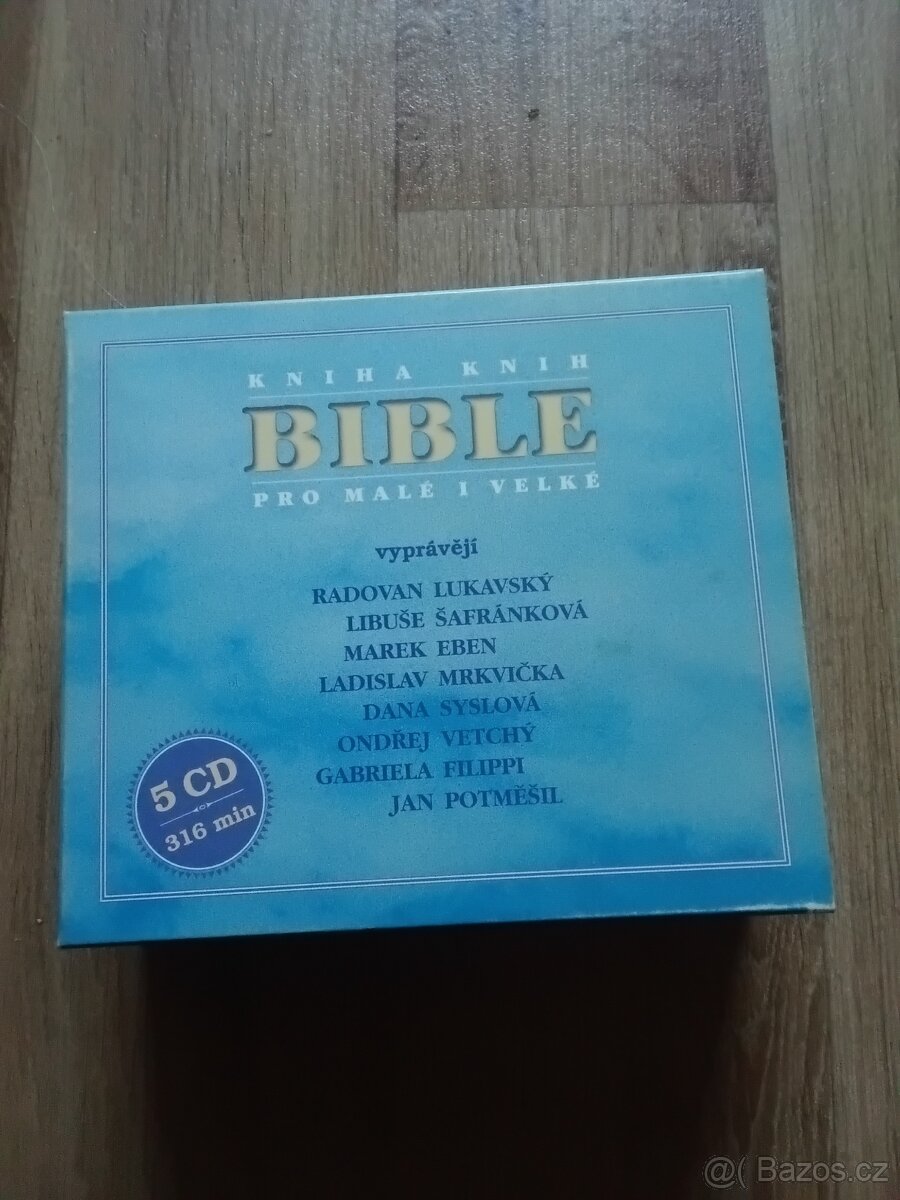 KNIHA KNIH
BIBLE
PRO MALÉ I VELKÉ
vyprávějí
RADOVAN LUKAVSKÝ
LIBUŠE ŠAFRÁNKOVÁ
MAREK EBEN
LADISLAV MRKVIČKA
DANA SYSLOVÁ
ONDŘEJ VETCHÝ
GABRIELA FILIPPI
JAN POTMĚŠIL
5 CD
316 min
@( Bazos.cz